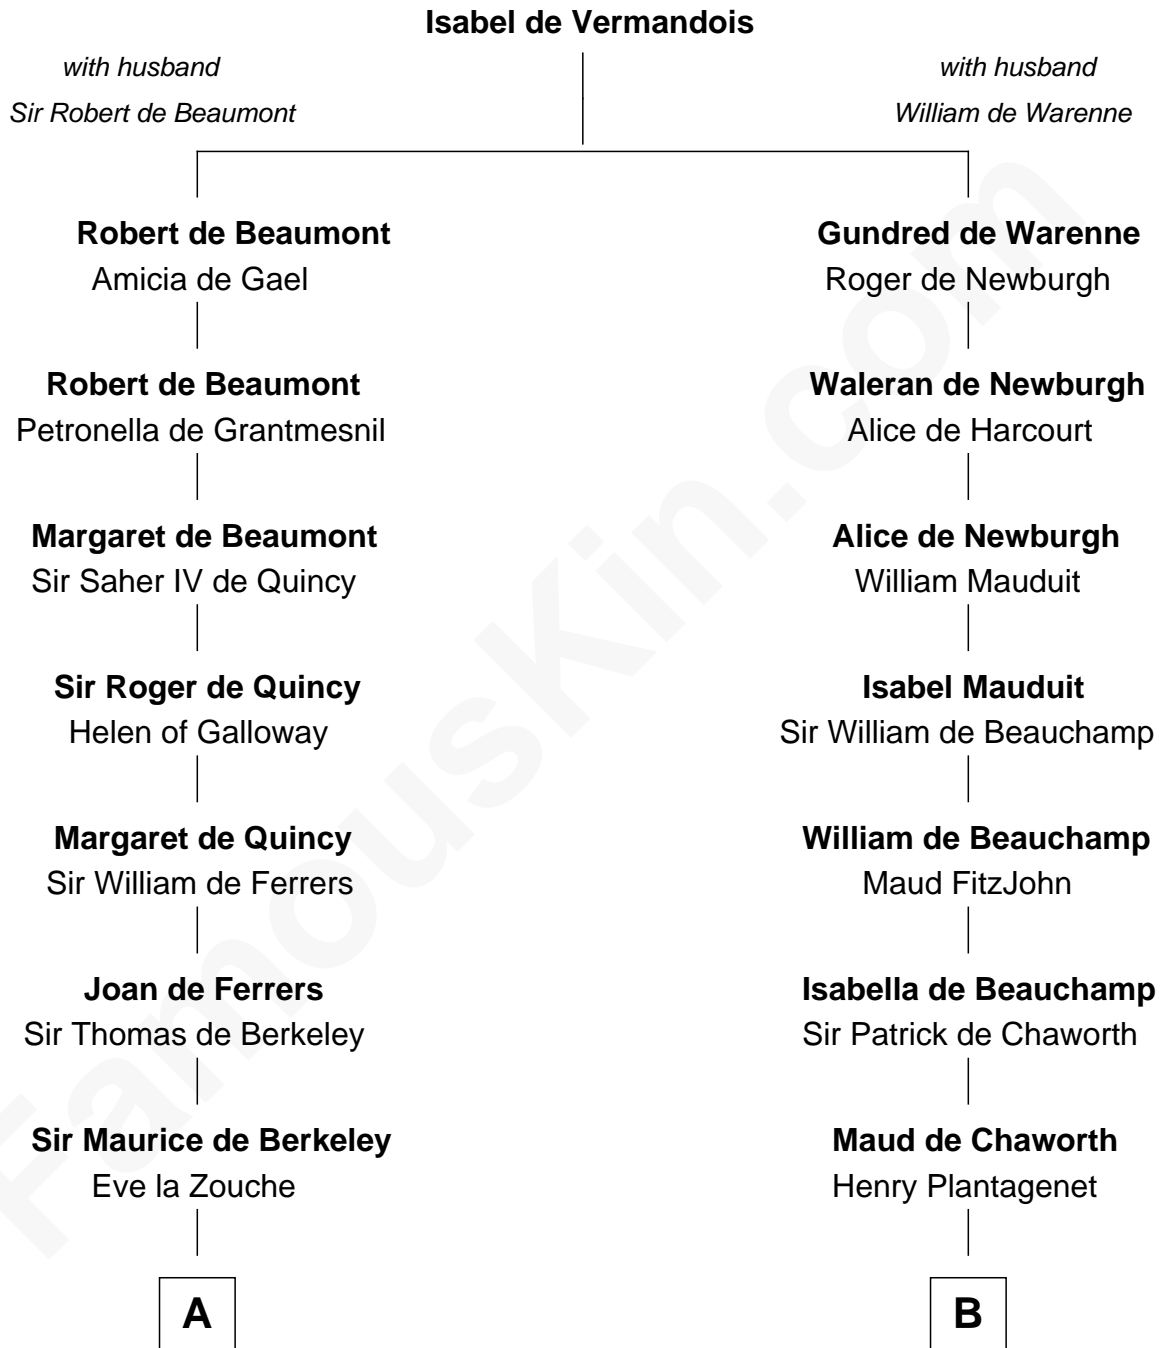 Isabel de Vermandois
with husband
Sir Robert de Beaumont
with husband
William de Warenne
Robert de Beaumont
Amicia de Gael
Gundred de Warenne
Roger de Newburgh
Robert de Beaumont
Petronella de Grantmesnil
Waleran de Newburgh
Alice de Harcourt
Margaret de Beaumont
Sir Saher IV de Quincy
Alice de Newburgh
William Mauduit
Sir Roger de Quincy
Helen of Galloway
Isabel Mauduit
Sir William de Beauchamp
Margaret de Quincy
Sir William de Ferrers
William de Beauchamp
Maud FitzJohn
Joan de Ferrers
Sir Thomas de Berkeley
Isabella de Beauchamp
Sir Patrick de Chaworth
Sir Maurice de Berkeley
Eve la Zouche
Maud de Chaworth
Henry Plantagenet
A
B
FamousKin.com